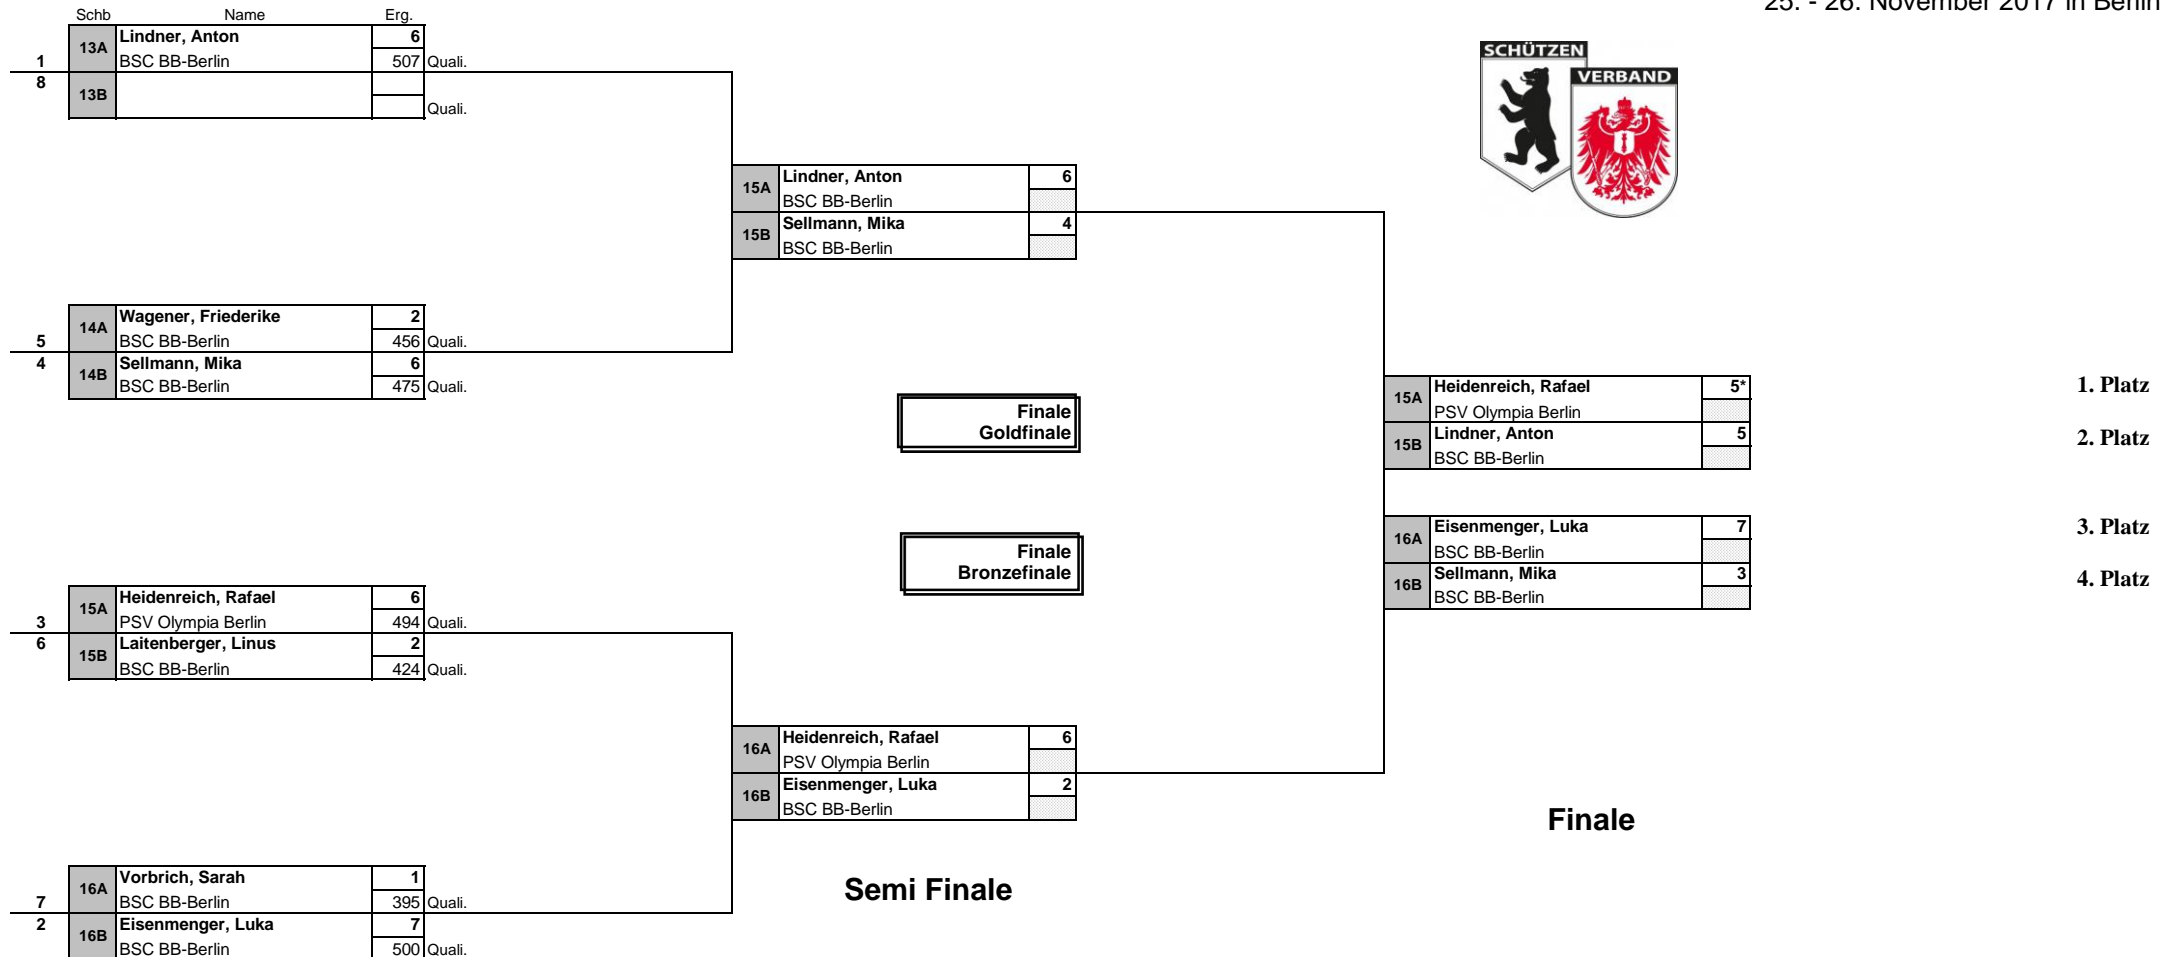 25. - 26. November 2017 in Berlin
Schb Name Erg.
13A Lindner, Anton 6
1 BSC BB-Berlin 507 Quali.
8 13B
Quali.
SCHÜTZEN
VERBAND
15A Lindner, Anton 6
BSC BB-Berlin
15B Sellmann, Mika 4
BSC BB-Berlin
14A Wagener, Friederike 2
5 BSC BB-Berlin 456 Quali.
4 14B Sellmann, Mika 6
BSC BB-Berlin 475 Quali.
Finale
Goldfinale
15A Heidenreich, Rafael 5* 1. Platz
PSV Olympia Berlin
15B Lindner, Anton 5 2. Platz
BSC BB-Berlin
Finale
Bronzefinale
16A Eisenmenger, Luka 7 3. Platz
BSC BB-Berlin
16B Sellmann, Mika 3 4. Platz
BSC BB-Berlin
15A Heidenreich, Rafael 6
3 PSV Olympia Berlin 494 Quali.
6 15B Laitenberger, Linus 2
BSC BB-Berlin 424 Quali.
16A Heidenreich, Rafael 6
PSV Olympia Berlin
16B Eisenmenger, Luka 2
BSC BB-Berlin
Finale
Semi Finale
16A Vorbrich, Sarah 1
7 BSC BB-Berlin 395 Quali.
2 16B Eisenmenger, Luka 7
BSC BB-Berlin 500 Quali.